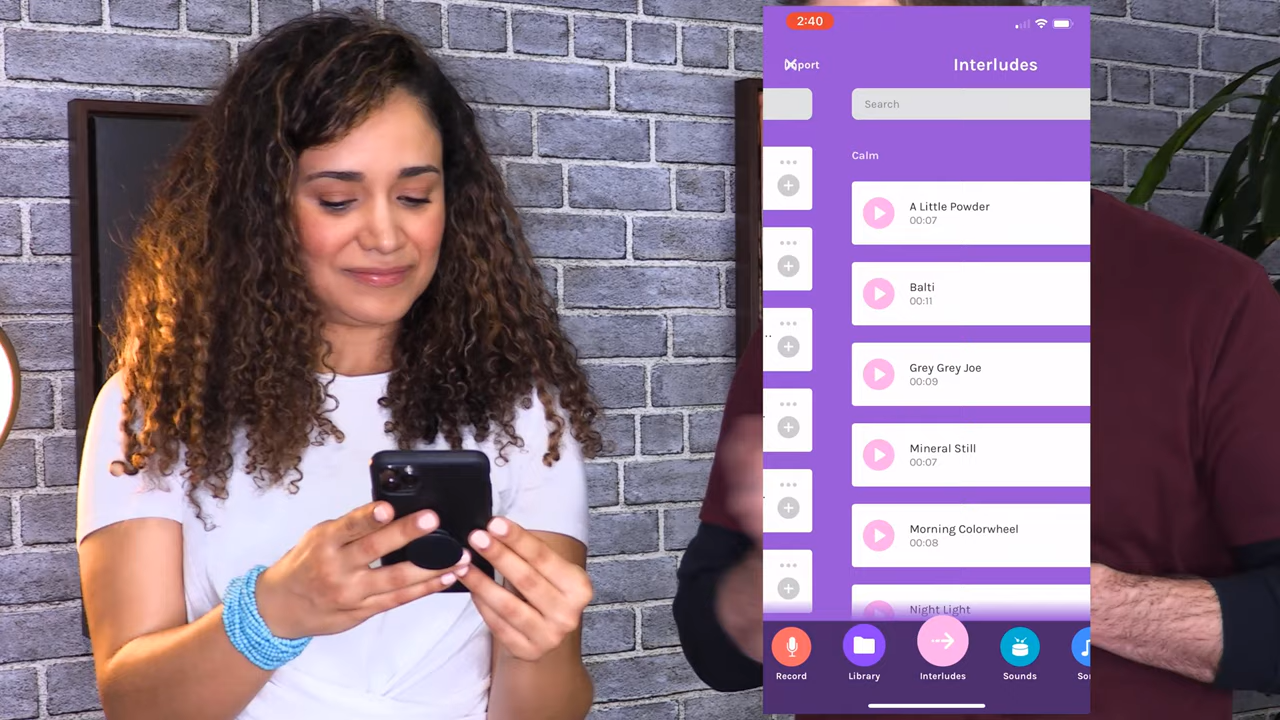 2:40
Interludes
Search
Calm
A Little Powder
00:07
Balti
00:11
Grey Grey Joe
00:09
Mineral Still
00:07
Morning Colorwheel
00:08
Night Light
Record
Library
Interludes
Sounds